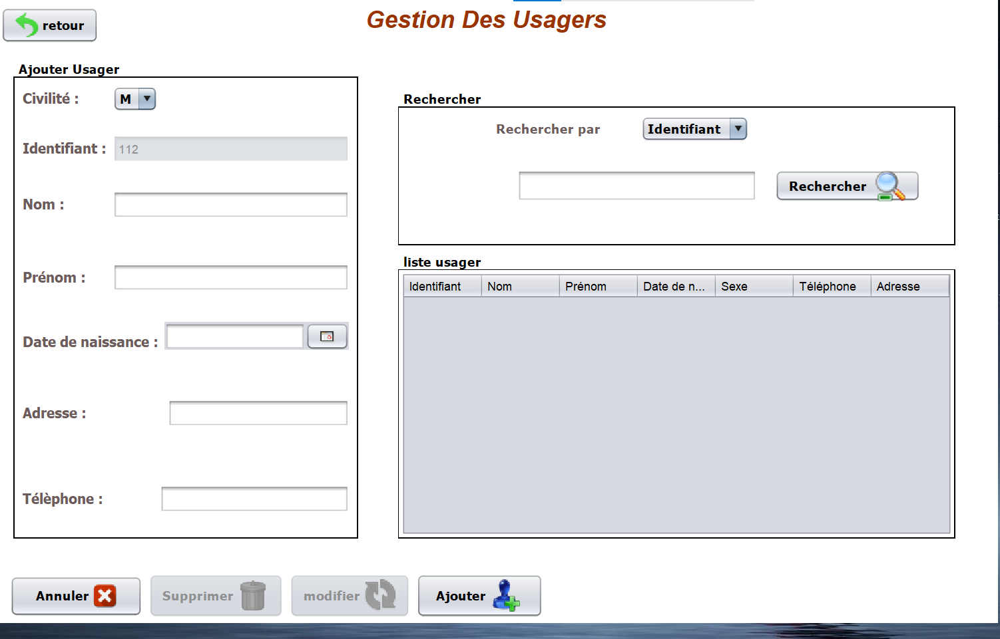 retour
Gestion Des Usagers
Ajouter Usager
Civilité : M
Identifiant : 112
Nom :
Prénom :
Date de naissance :
Adresse :
Télèphone :
Rechercher
Rechercher par Identifiant
Rechercher
liste usager
Identifiant Nom Prénom Date de n... Sexe Téléphone Adresse
Annuler Supprimer modifier Ajouter